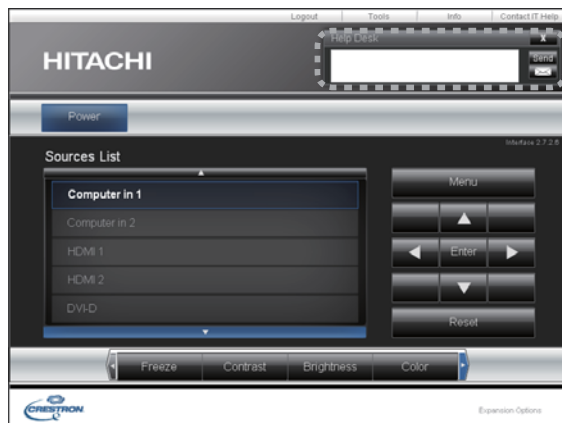 Logout Tools Info Contact IT Help
Help Desk x
HITACHI
Send
Power
Interface 2.7.2.8
Sources List
Computer in 1
Menu
Computer in 2
HDMI 1
Enter
HDMI 2
DVI-D
Reset
Freeze Contrast Brightness Color
CRESTRON
Expansion Options